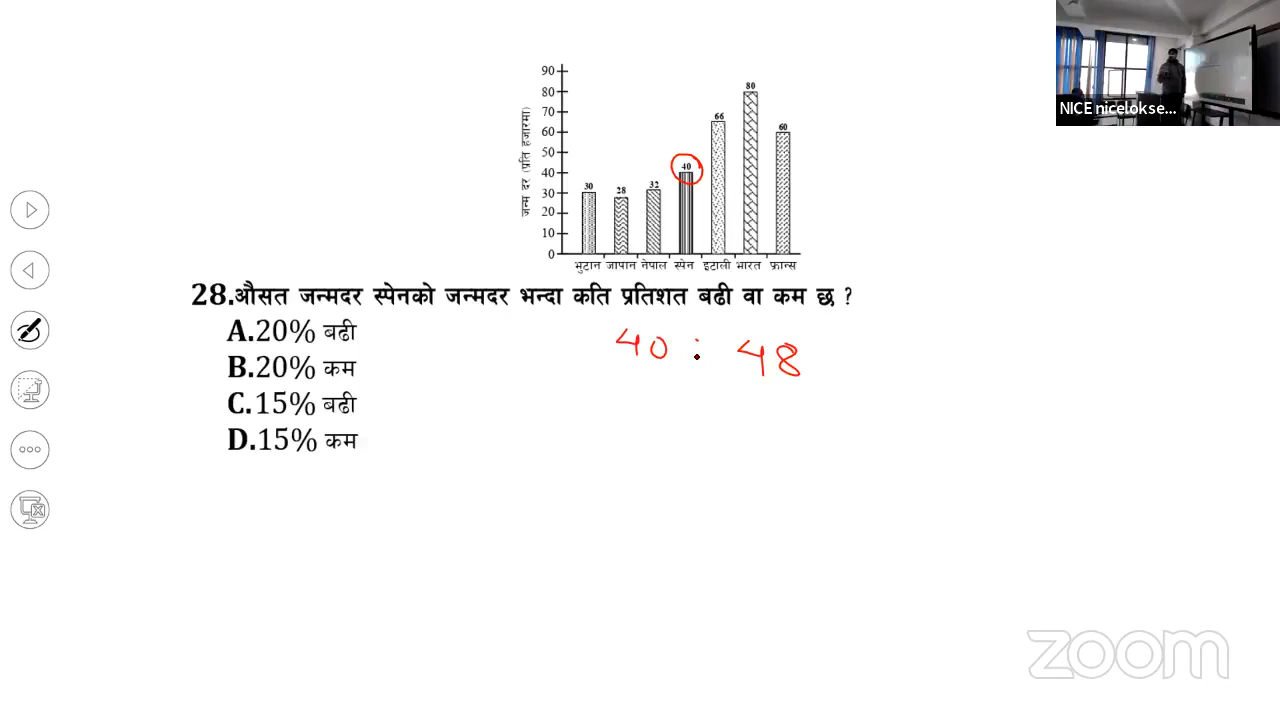 NICE nicelokse...
जन्म दर (प्रति हजारमा)
90
80
70
60
50
40
30
20
10
0
30
28
32
40
66
80
60
भुटान जापान नेपाल स्पेन इटाली भारत फ्रान्स
28.औसत जन्मदर स्पेनको जन्मदर भन्दा कति प्रतिशत बढी वा कम छ ?
A.20% बढी
B.20% कम
C.15% बढी
D.15% कम
40 : 48
zoom